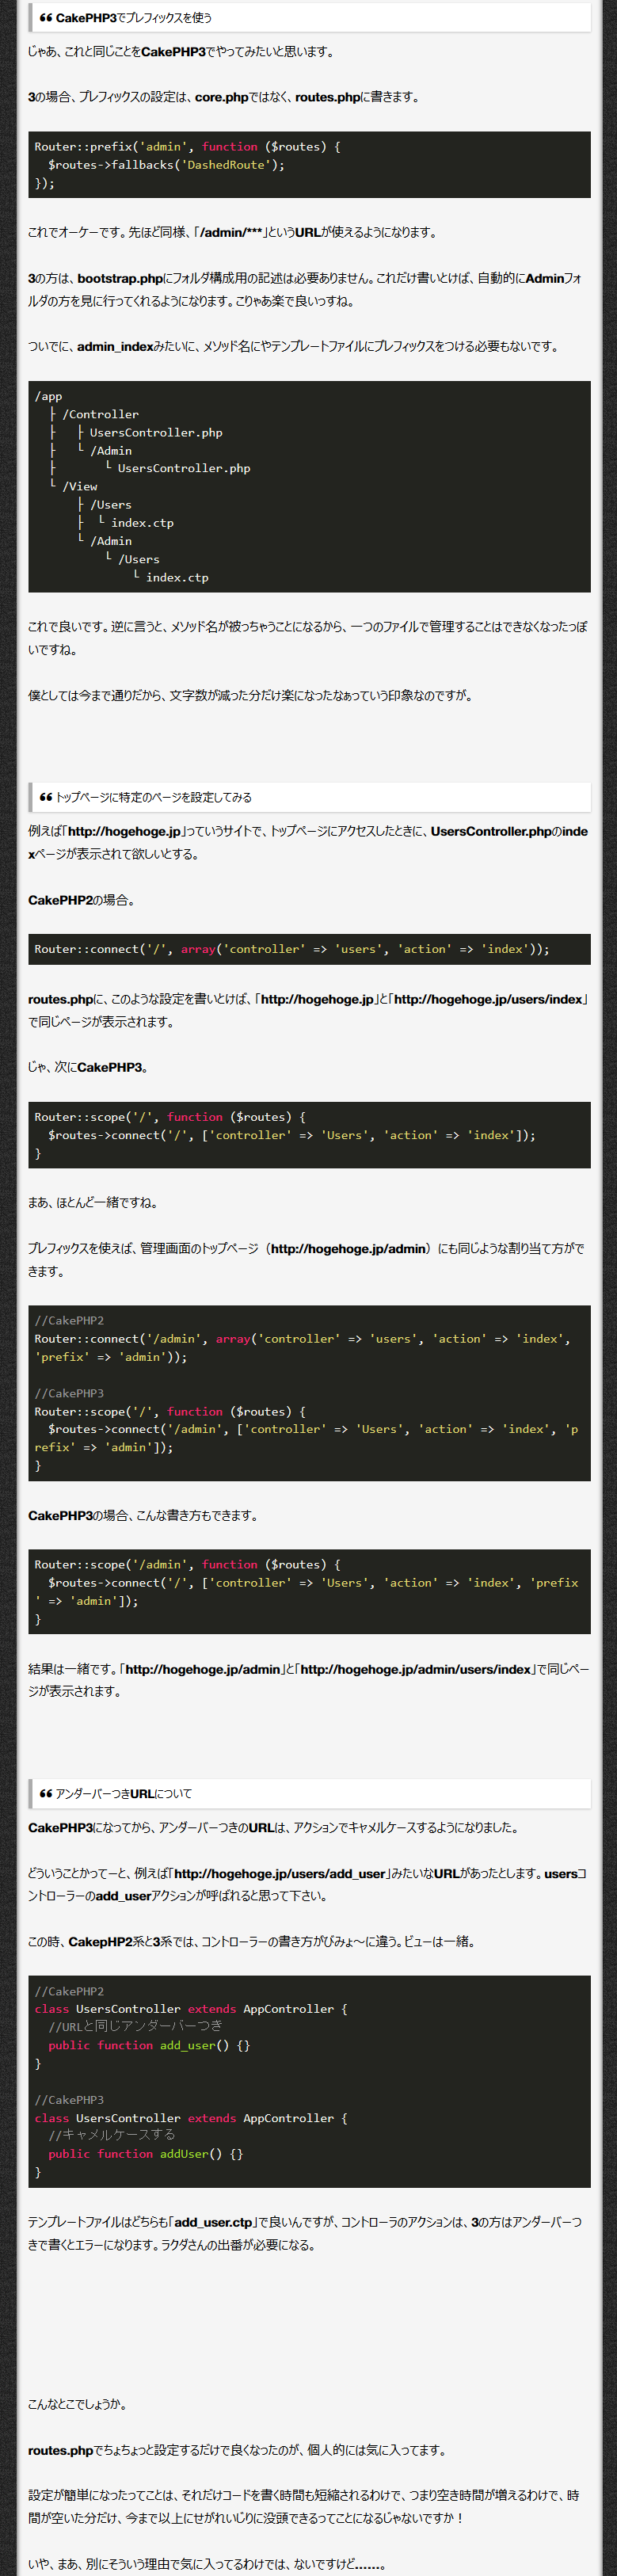 ❝ CakePHP3でプレフィックスを使う
じゃあ、これと同じことをCakePHP3でやってみたいと思います。
3の場合、プレフィックスの設定は、core.phpではなく、routes.phpに書きます。
Router::prefix('admin', function ($routes) {
  $routes->fallbacks('DashedRoute');
});
これでオーケーです。先ほど同様、「/admin/***」というURLが使えるようになります。
3の方は、bootstrap.phpにフォルダ構成用の記述は必要ありません。これだけ書いとけば、自動的にAdminフォ
ルダの方を見に行ってくれるようになります。こりゃあ楽で良いっすね。
ついでに、admin_indexみたいに、メソッド名にやテンプレートファイルにプレフィックスをつける必要もないです。
/app
  ├ /Controller
  ├   ├ UsersController.php
  ├   └ /Admin
  ├       └ UsersController.php
  └ /View
      ├ /Users
      ├  └ index.ctp
      └ /Admin
          └ /Users
              └ index.ctp
これで良いです。逆に言うと、メソッド名が被っちゃうことになるから、一つのファイルで管理することはできなくなったっぽ
いですね。
僕としては今まで通りだから、文字数が減った分だけ楽になったなぁっていう印象なのですが。
❝ トップページに特定のページを設定してみる
例えば「http://hogehoge.jp」っていうサイトで、トップページにアクセスしたときに、UsersController.phpのinde
xページが表示されて欲しいとする。
CakePHP2の場合。
Router::connect('/', array('controller' => 'users', 'action' => 'index'));
routes.phpに、このような設定を書いとけば、「http://hogehoge.jp」と「http://hogehoge.jp/users/index」
で同じページが表示されます。
じゃ、次にCakePHP3。
Router::scope('/', function ($routes) {
  $routes->connect('/', ['controller' => 'Users', 'action' => 'index']);
}
まあ、ほとんど一緒ですね。
プレフィックスを使えば、管理画面のトップページ（http://hogehoge.jp/admin）にも同じような割り当て方がで
きます。
//CakePHP2
Router::connect('/admin', array('controller' => 'users', 'action' => 'index',
'prefix' => 'admin'));
//CakePHP3
Router::scope('/', function ($routes) {
  $routes->connect('/admin', ['controller' => 'Users', 'action' => 'index', 'p
refix' => 'admin']);
}
CakePHP3の場合、こんな書き方もできます。
Router::scope('/admin', function ($routes) {
  $routes->connect('/', ['controller' => 'Users', 'action' => 'index', 'prefix
' => 'admin']);
}
結果は一緒です。「http://hogehoge.jp/admin」と「http://hogehoge.jp/admin/users/index」で同じペー
ジが表示されます。
❝ アンダーバーつきURLについて
CakePHP3になってから、アンダーバーつきのURLは、アクションでキャメルケースするようになりました。
どういうことかってーと、例えば「http://hogehoge.jp/users/add_user」みたいなURLがあったとします。usersコ
ントローラーのadd_userアクションが呼ばれると思って下さい。
この時、CakepHP2系と3系では、コントローラーの書き方がびみょ～に違う。ビューは一緒。
//CakePHP2
class UsersController extends AppController {
  //URLと同じアンダーバーつき
  public function add_user() {}
}
//CakePHP3
class UsersController extends AppController {
  //キャメルケースする
  public function addUser() {}
}
テンプレートファイルはどちらも「add_user.ctp」で良いんですが、コントローラのアクションは、3の方はアンダーバーつ
きで書くとエラーになります。ラクダさんの出番が必要になる。
こんなとこでしょうか。
routes.phpでちょちょっと設定するだけで良くなったのが、個人的には気に入ってます。
設定が簡単になったってことは、それだけコードを書く時間も短縮されるわけで、つまり空き時間が増えるわけで、時
間が空いた分だけ、今まで以上にせがれいじりに没頭できるってことになるじゃないですか！
いや、まあ、別にそういう理由で気に入ってるわけでは、ないですけど……。